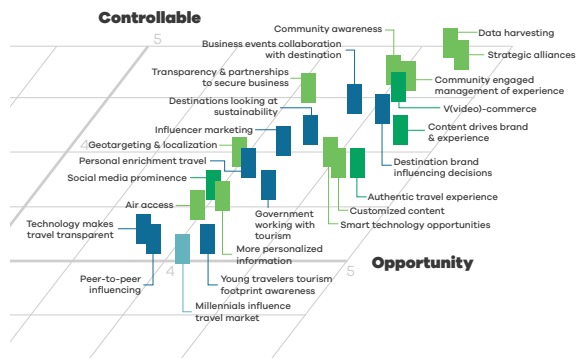 Controllable
5
Community awareness
Data harvesting
Business events collaboration
with destination
Strategic alliances
Transparency & partnerships
to secure business
Community engaged
management of experience
Destinations looking at
sustainability
V(video)-commerce
Influencer marketing
Content drives brand
& experience
4
Geotargeting & localization
Personal enrichment travel
Destination brand
influencing decisions
Social media prominence
Authentic travel experience
Air access
Customized content
Government
working with
tourism
Smart technology opportunities
Technology makes
travel transparent
More personalized
information
4
5
Opportunity
Peer-to-peer
influencing
Young travelers tourism
footprint awareness
Millennials influence
travel market